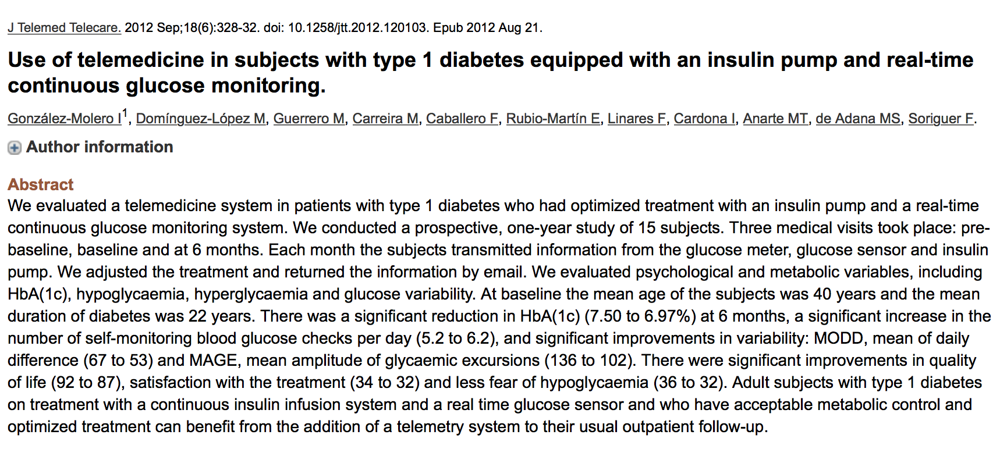 J Telemed Telecare. 2012 Sep;18(6):328-32. doi: 10.1258/jtt.2012.120103. Epub 2012 Aug 21.
Use of telemedicine in subjects with type 1 diabetes equipped with an insulin pump and real-time
continuous glucose monitoring.
González-Molero I1, Domínguez-López M, Guerrero M, Carreira M, Caballero F, Rubio-Martín E, Linares F, Cardona I, Anarte MT, de Adana MS, Soriguer F.
Author information
Abstract
We evaluated a telemedicine system in patients with type 1 diabetes who had optimized treatment with an insulin pump and a real-time
continuous glucose monitoring system. We conducted a prospective, one-year study of 15 subjects. Three medical visits took place: pre-
baseline, baseline and at 6 months. Each month the subjects transmitted information from the glucose meter, glucose sensor and insulin
pump. We adjusted the treatment and returned the information by email. We evaluated psychological and metabolic variables, including
HbA(1c), hypoglycaemia, hyperglycaemia and glucose variability. At baseline the mean age of the subjects was 40 years and the mean
duration of diabetes was 22 years. There was a significant reduction in HbA(1c) (7.50 to 6.97%) at 6 months, a significant increase in the
number of self-monitoring blood glucose checks per day (5.2 to 6.2), and significant improvements in variability: MODD, mean of daily
difference (67 to 53) and MAGE, mean amplitude of glycaemic excursions (136 to 102). There were significant improvements in quality
of life (92 to 87), satisfaction with the treatment (34 to 32) and less fear of hypoglycaemia (36 to 32). Adult subjects with type 1 diabetes
on treatment with a continuous insulin infusion system and a real time glucose sensor and who have acceptable metabolic control and
optimized treatment can benefit from the addition of a telemetry system to their usual outpatient follow-up.